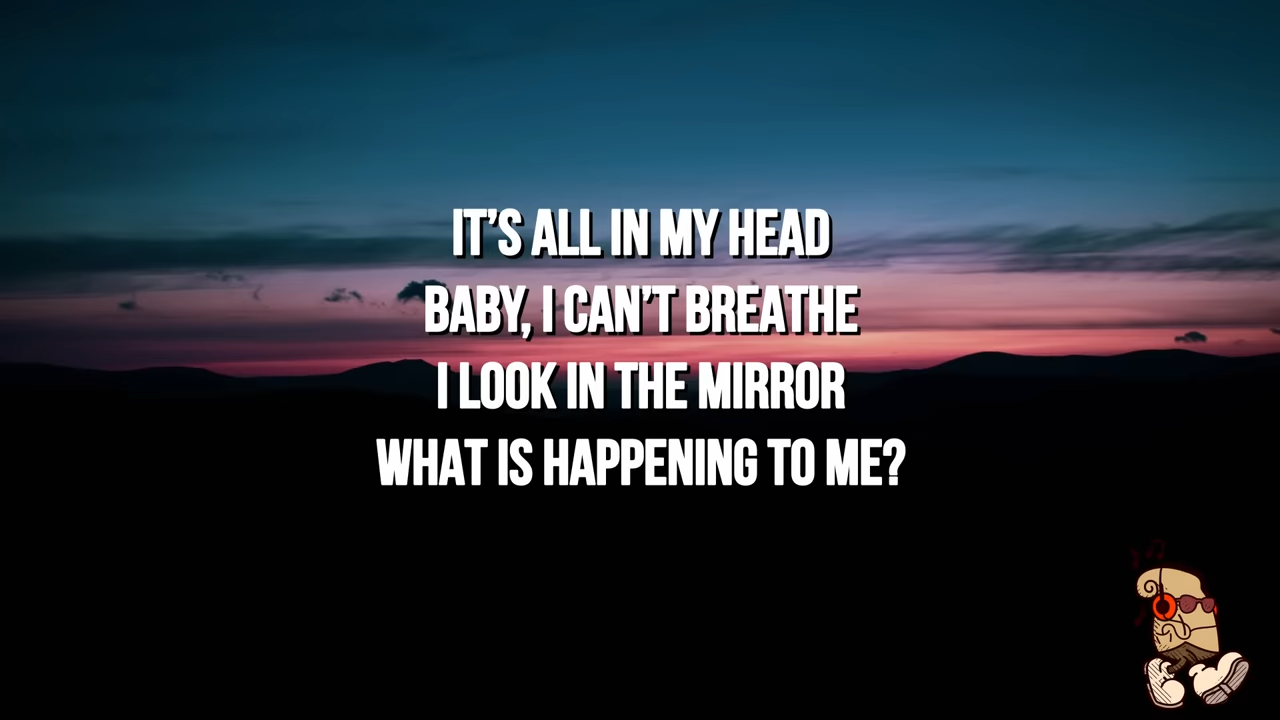 IT'S ALL IN MY HEAD
BABY, I CAN'T BREATHE
I LOOK IN THE MIRROR
WHAT IS HAPPENING TO ME?